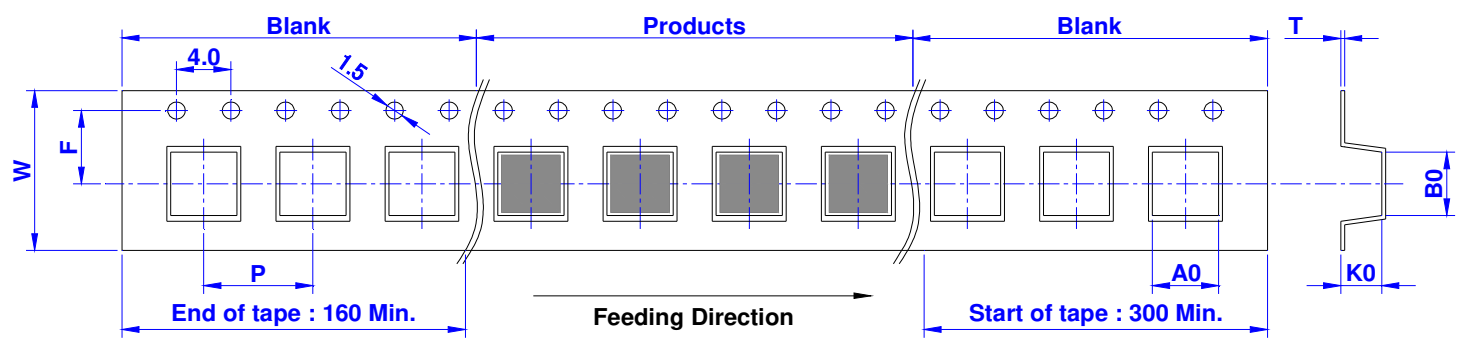 Blank
Products
Blank
T
4.0
1.5
F
W
B0
P
A0
K0
End of tape : 160 Min.
Feeding Direction
Start of tape : 300 Min.